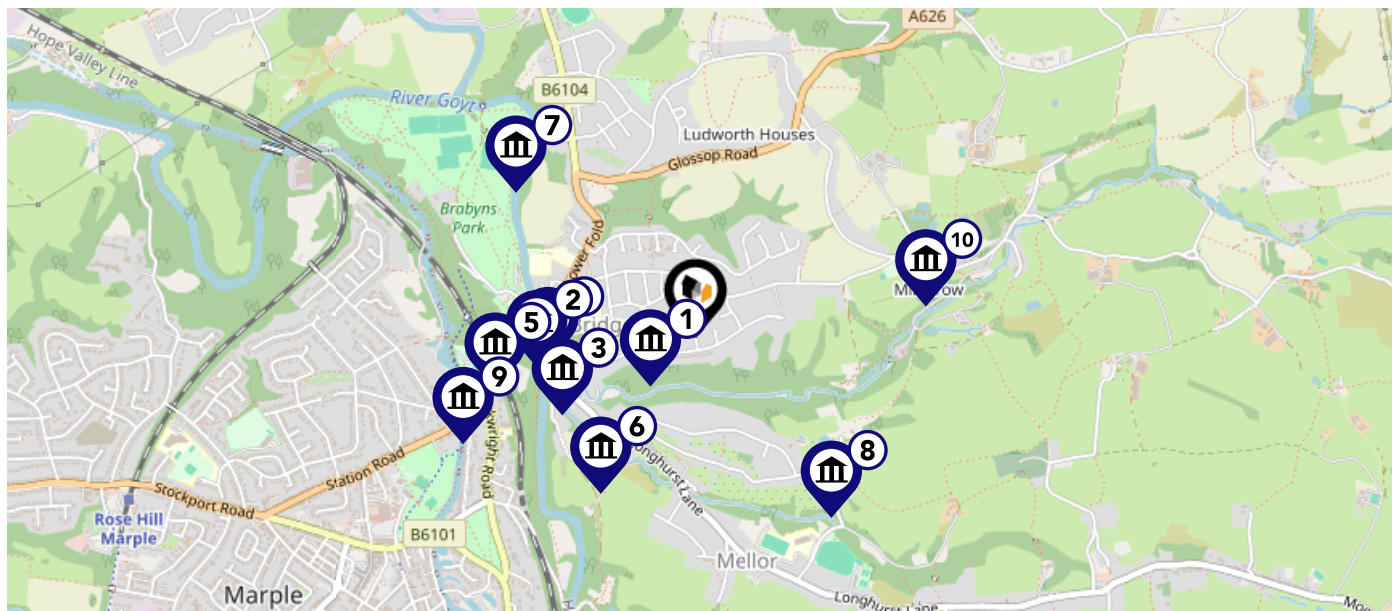 A626
Hope Valley Line
River Goyt
B6104
7
Ludworth Houses
Glossop Road
Brabyns
Park
10
2
1
5
3
9
6
8
Station Road
Longhurst Lane
Stockport Road
Rose Hill
Marple
B6101
Mellor
Marple
Longhurst Lane